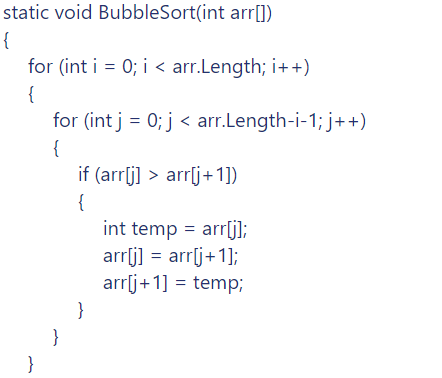 static void BubbleSort(int arr[])
{
for (int i = 0; i < arr.Length; i++)
{
for (int j = 0; j < arr.Length-i-1; j++)
{
if (arr[j] > arr[j+1])
{
int temp = arr[j];
arr[j] = arr[j+1];
arr[j+1] = temp;
}
}
}